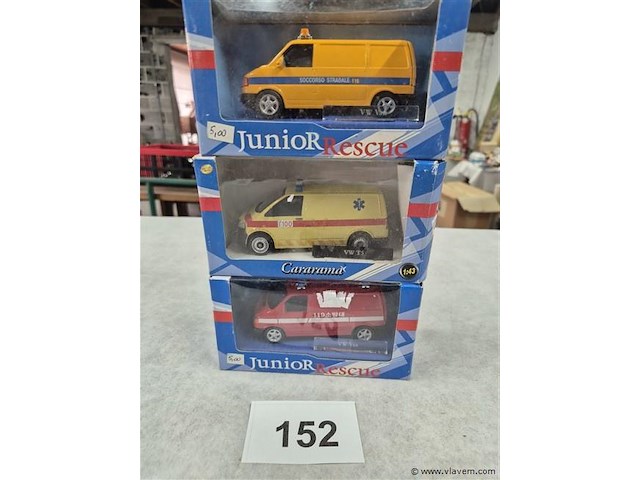 SOCCORSO STRADALE
VW
5,00
JunioR Rescue
VW T5
Cararama
1:43
VW
5,00
JunioR Rescue
152
© www.vlavem.com